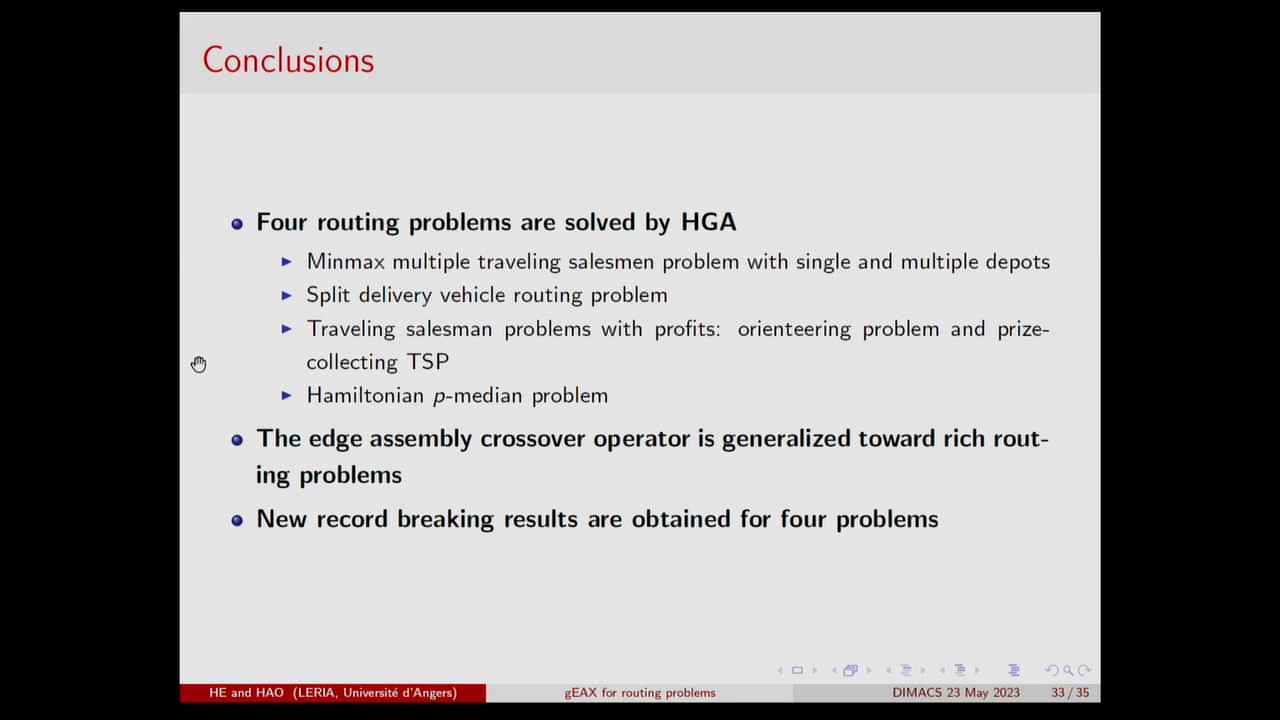 Conclusions
Four routing problems are solved by HGA
Minmax multiple traveling salesmen problem with single and multiple depots
Split delivery vehicle routing problem
Traveling salesman problems with profits: orienteering problem and prize-
collecting TSP
Hamiltonian p-median problem
The edge assembly crossover operator is generalized toward rich rout-
ing problems
New record breaking results are obtained for four problems
HE and HAO (LERIA, Université d'Angers) gEAX for routing problems DIMACS 23 May 2023 33 / 35